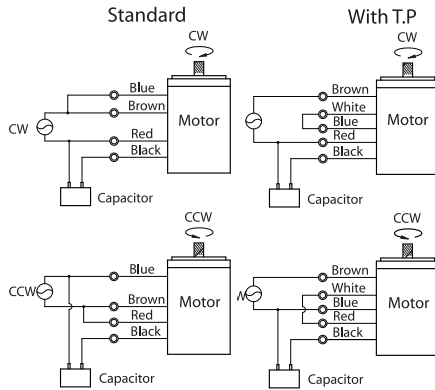 Standard
With T.P
CW
Blue
Brown
Red
Black
Motor
CW
Capacitor
CW
Brown
White
Blue
Red
Black
Motor
Capacitor
CCW
Blue
Brown
Red
Black
Motor
CCW
Capacitor
CCW
Brown
White
Blue
Red
Black
Motor
Capacitor